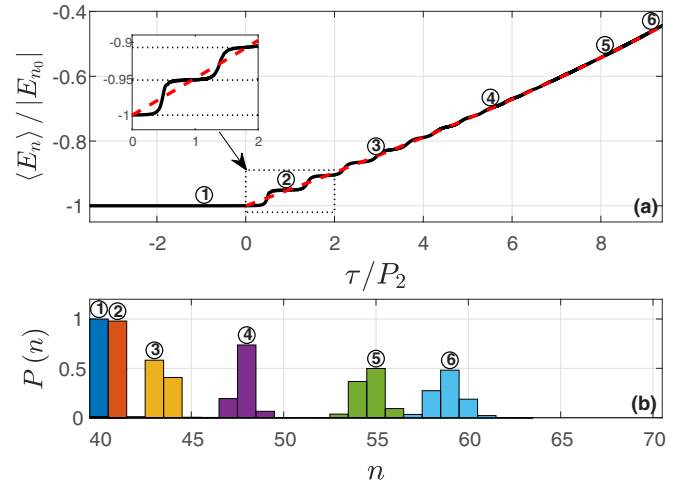 -0.4
-0.6
-0.8
-1
⟨E_n⟩ / |E_{n_0}|
-0.9
-0.95
-1
0 1 2
① ② ③ ④ ⑤ ⑥
(a)
-2 0 2 4 6 8
τ/P_2
1
0.5
0
P (n)
① ② ③ ④ ⑤ ⑥
(b)
40 45 50 55 60 65 70
n